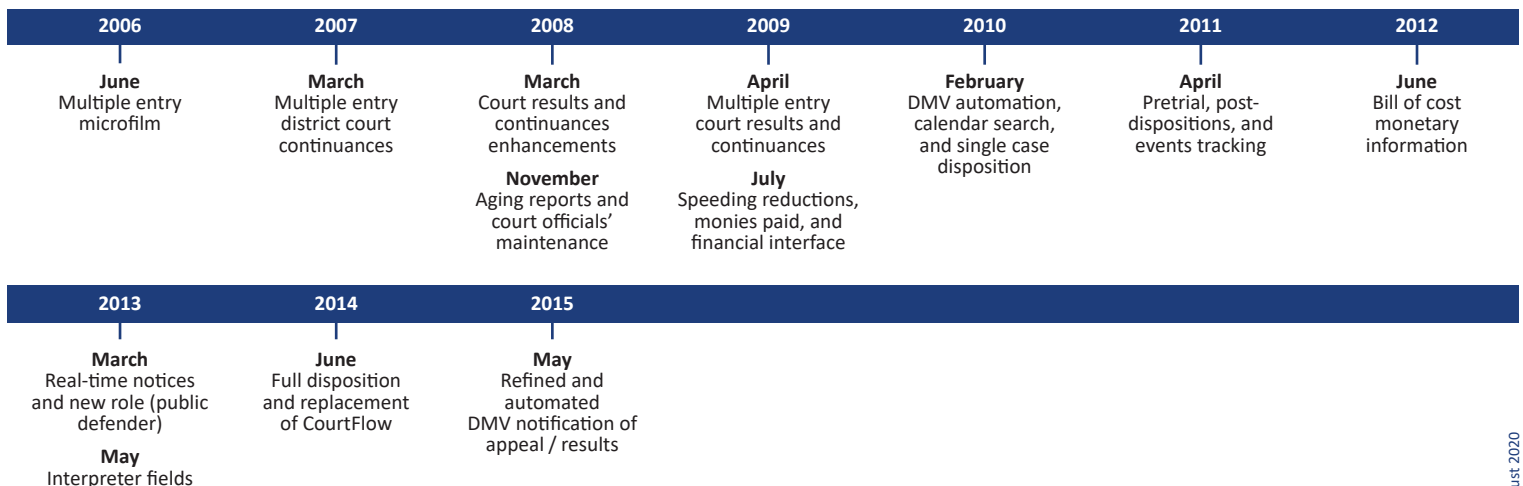 2006
2007
2008
2009
2010
2011
2012
June
Multiple entry
microfilm
March
Multiple entry
district court
continuances
March
Court results and
continuances
enhancements
November
Aging reports and
court officials’
maintenance
April
Multiple entry
court results and
continuances
July
Speeding reductions,
monies paid, and
financial interface
February
DMV automation,
calendar search,
and single case
disposition
April
Pretrial, post-
dispositions, and
events tracking
June
Bill of cost
monetary
information
2013
2014
2015
March
Real-time notices
and new role (public
defender)
May
Interpreter fields
June
Full disposition
and replacement
of CourtFlow
May
Refined and
automated
DMV notification of
appeal / results
2020